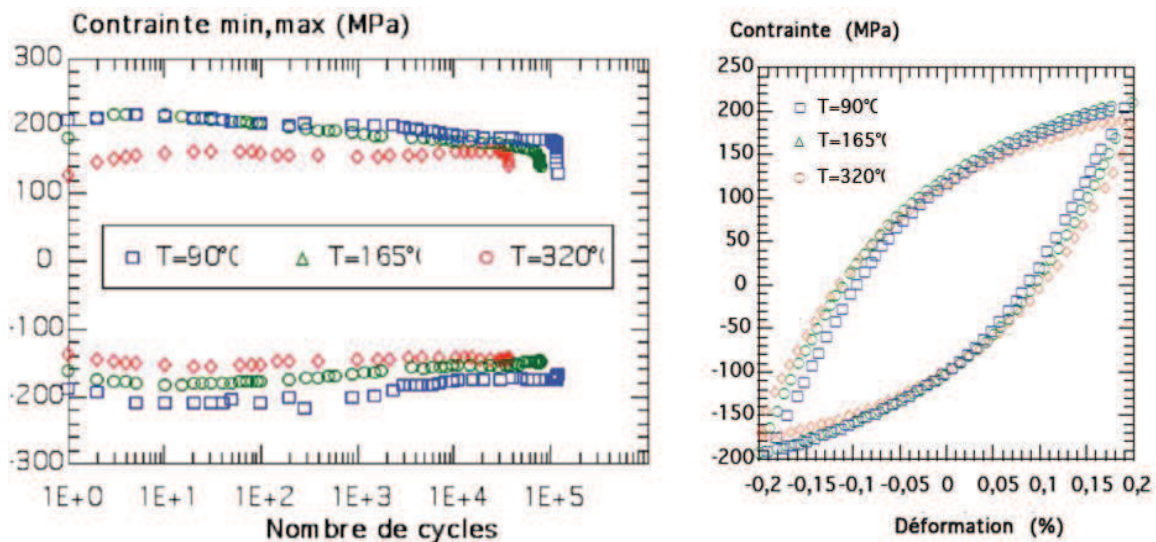 Contrainte min,max (MPa)
300
200
100
0
-100
-200
-300
T=90°(
T=165°(
T=320°(
1E+0
1E+1
1E+2
1E+3
1E+4
1E+5
Nombre de cycles
Contrainte (MPa)
250
200
150
100
50
0
-50
-100
-150
-200
T=90°(
T=165°(
T=320°(
-0,2
-0,15
-0,1
-0,05
0
0,05
0,1
0,15
0,2
Déformation (%)